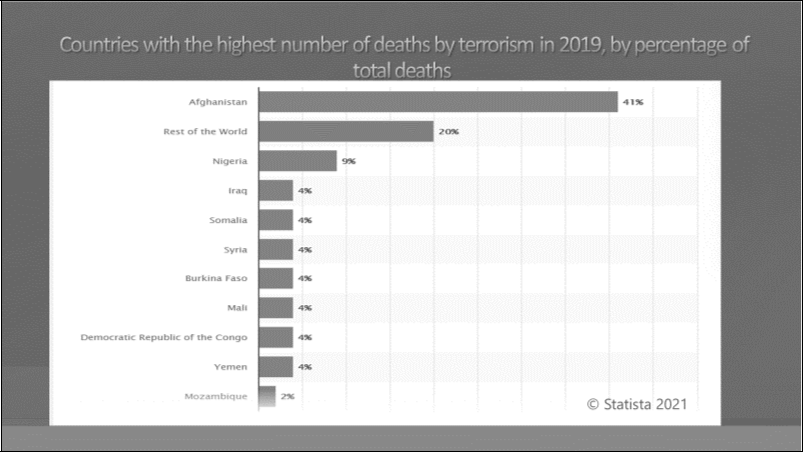 Countries with the highest number of deaths by terrorism in 2019, by percentage of
total deaths
Afghanistan 41%
Rest of the World 20%
Nigeria 9%
Iraq 4%
Somalia 4%
Syria 4%
Burkina Faso 4%
Mali 4%
Democratic Republic of the Congo 4%
Yemen 4%
Mozambique 2%
© Statista 2021